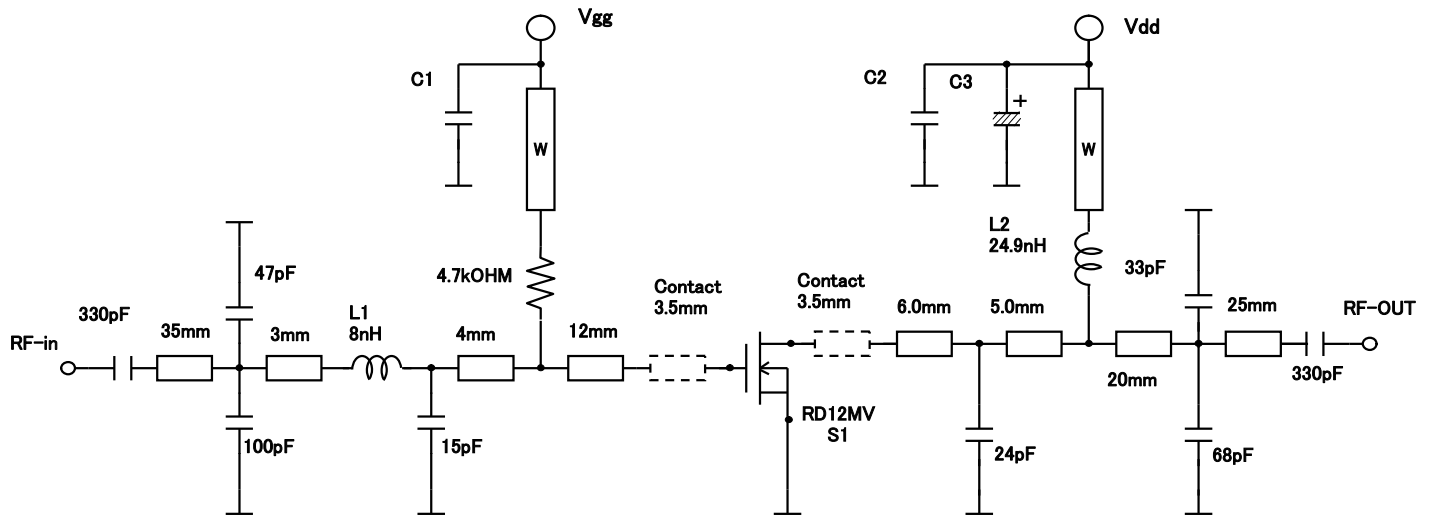 Vgg
Vdd
C1
C2
C3
+
W
W
L2
24.9nH
47pF
4.7kOHM
Contact
3.5mm
Contact
3.5mm
33pF
330pF
35mm
3mm
L1
8nH
4mm
12mm
6.0mm
5.0mm
25mm
RF-OUT
RF-in
20mm
330pF
RD12MV
S1
100pF
15pF
24pF
68pF